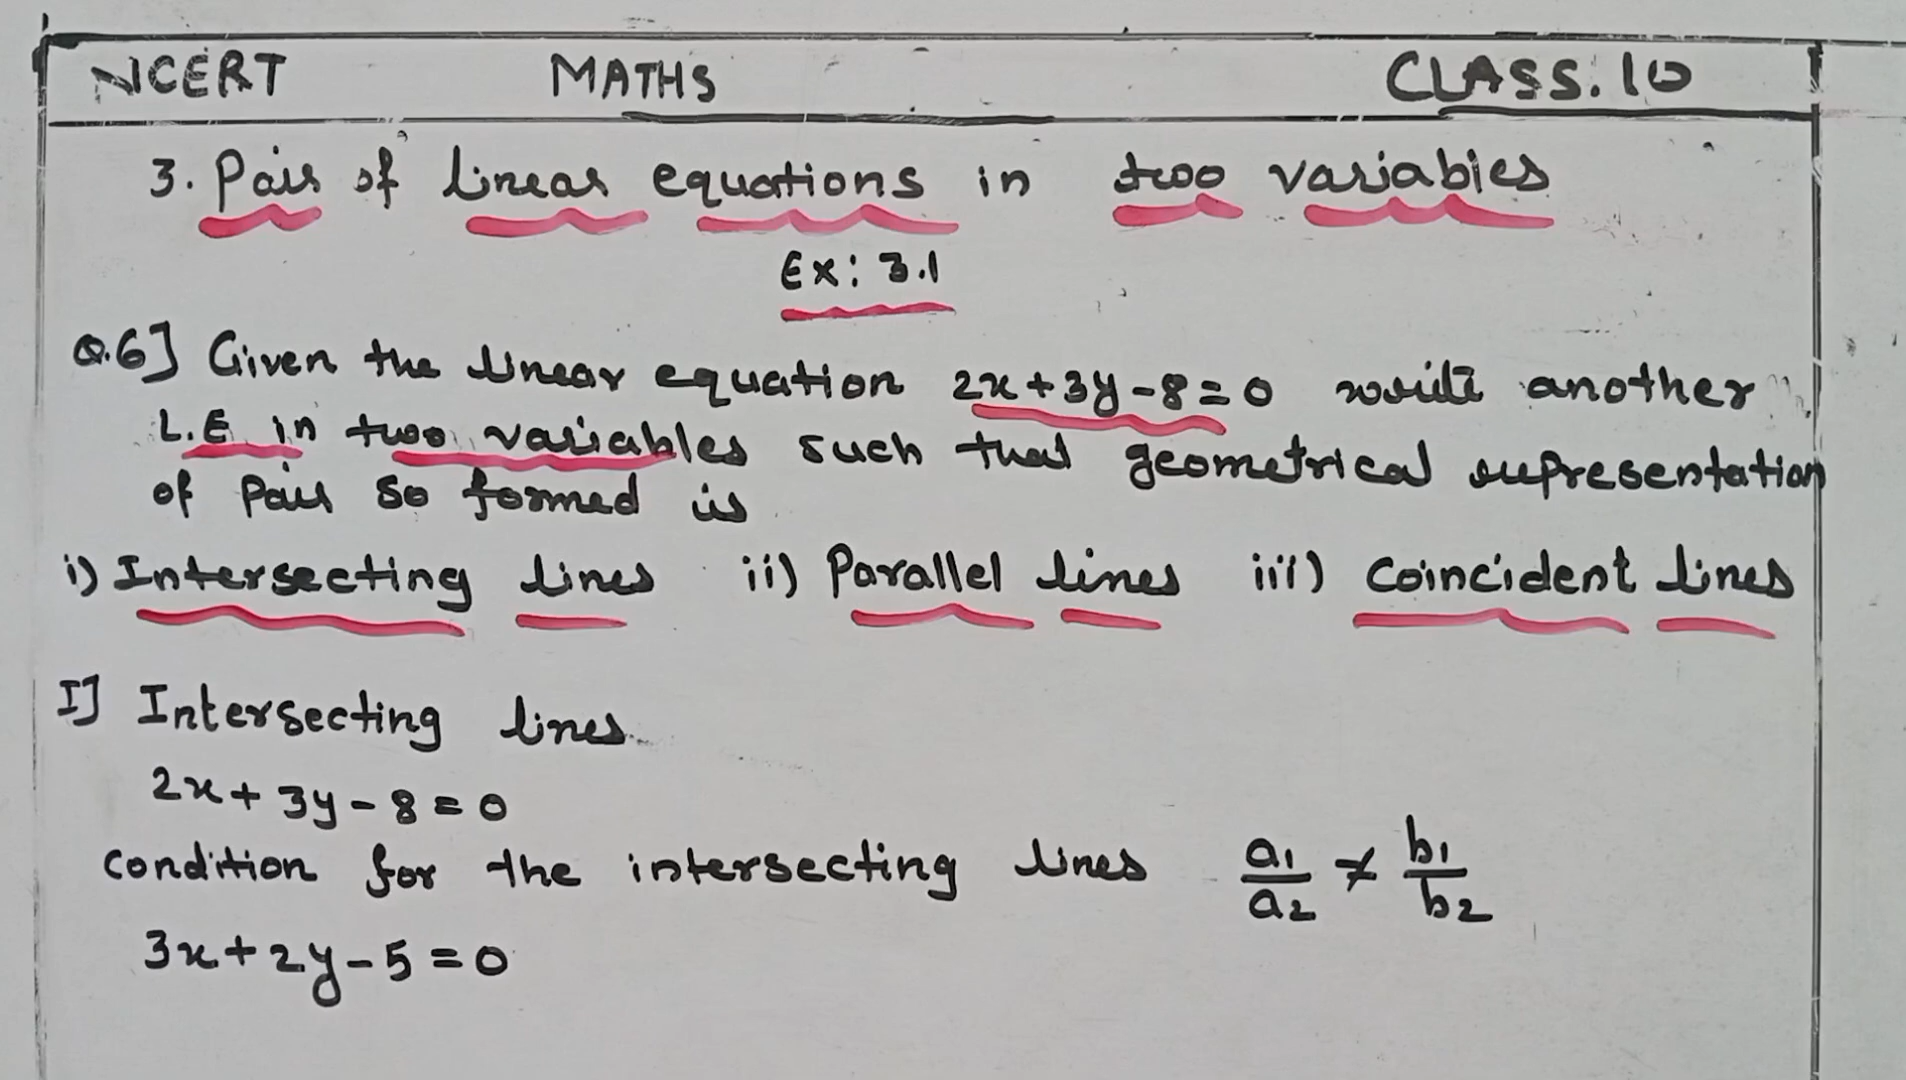 NCERT MATHS CLASS. 10
3. Pair of linear equations in two variables
Ex: 3.1
Q.6] Given the linear equation 2x+3y-8=0 write another
L.E in two variables such that geometrical representation
of Pair so formed is
i) Intersecting lines ii) Parallel lines iii) Coincident lines
I] Intersecting lines
2x+3y-8=0
Condition for the intersecting lines a1/a2 ≠ b1/b2
3x+2y-5=0